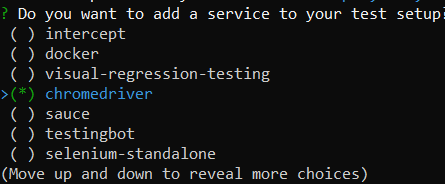 ? Do you want to add a service to your test setup?
( ) intercept
( ) docker
( ) visual-regression-testing
>(*) chromedriver
( ) sauce
( ) testingbot
( ) selenium-standalone
(Move up and down to reveal more choices)